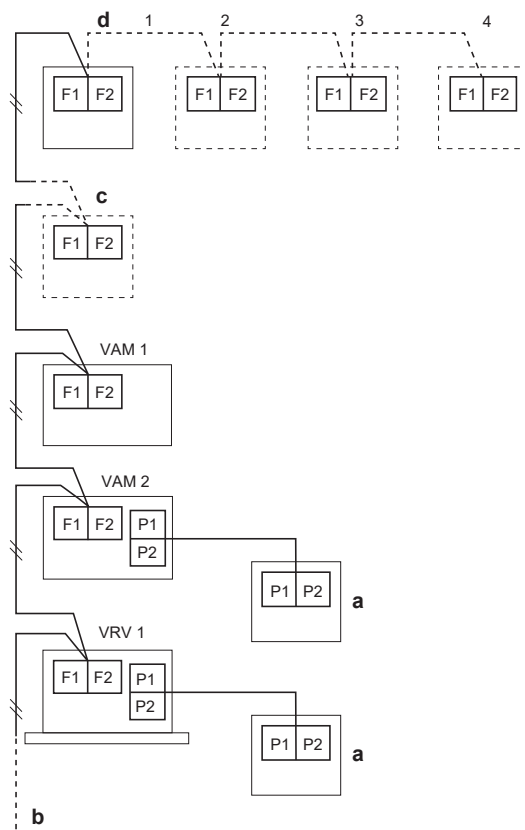 d 1 2 3 4
F1 F2 F1 F2 F1 F2 F1 F2
c
F1 F2
VAM 1
F1 F2
VAM 2
F1 F2 P1
P2
P1 P2 a
VRV 1
F1 F2 P1
P2
P1 P2 a
b